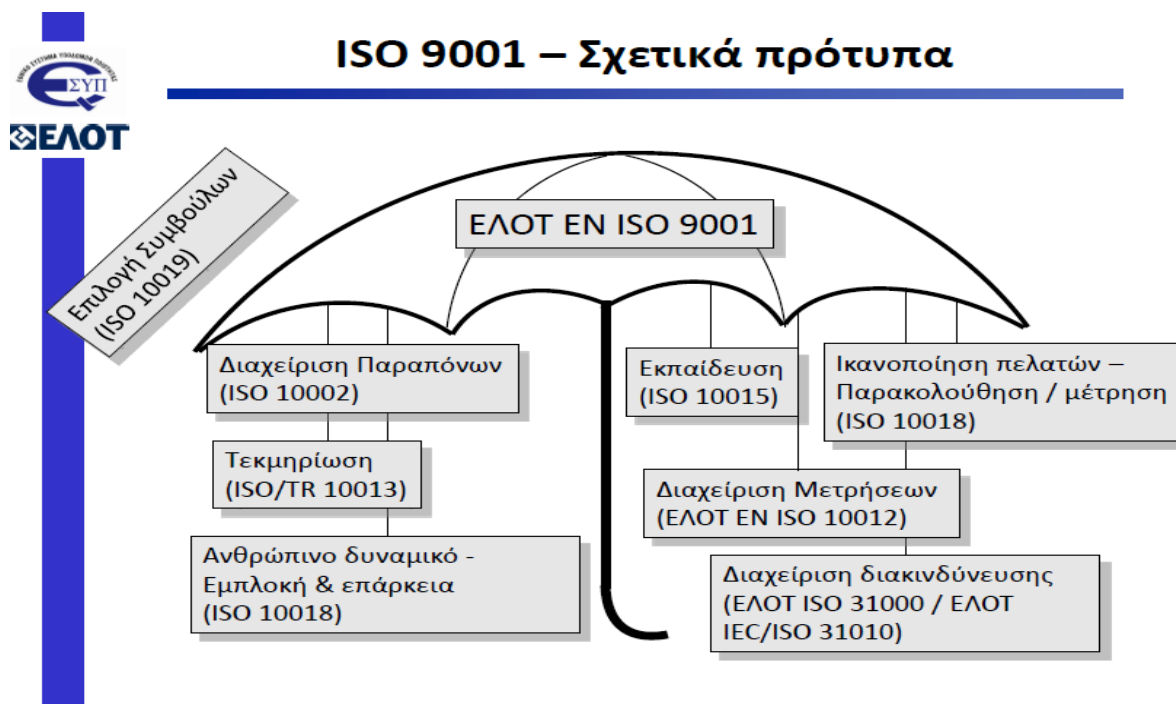 ISO 9001 – Σχετικά πρότυπα
ΕΣΥΠ
ΕΛΟΤ
Επιλογή Συμβούλων
(ISO 10019)
ΕΛΟΤ EN ISO 9001
Διαχείριση Παραπόνων
(ISO 10002)
Τεκμηρίωση
(ISO/TR 10013)
Ανθρώπινο δυναμικό -
Εμπλοκή & επάρκεια
(ISO 10018)
Εκπαίδευση
(ISO 10015)
Ικανοποίηση πελατών –
Παρακολούθηση / μέτρηση
(ISO 10018)
Διαχείριση Μετρήσεων
(ΕΛΟΤ EN ISO 10012)
Διαχείριση διακινδύνευσης
(ΕΛΟΤ ISO 31000 / ΕΛΟΤ
IEC/ISO 31010)